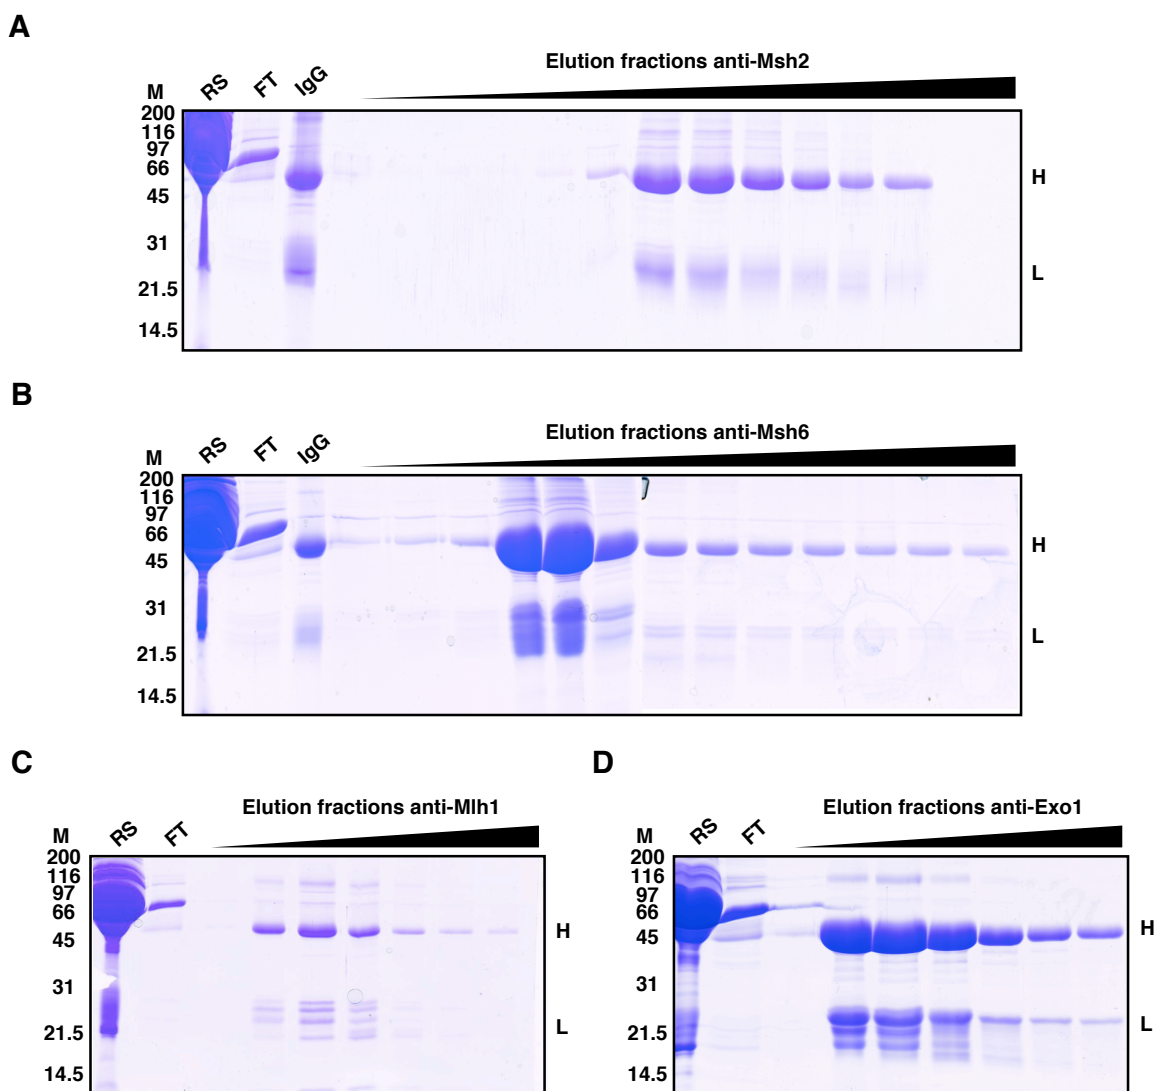 A
Elution fractions anti-Msh2
M RS FT IgG
200
116
97
66
45
31
21.5
14.5
H
L
B
Elution fractions anti-Msh6
M RS FT IgG
200
116
97
66
45
31
21.5
14.5
H
L
C
Elution fractions anti-Mlh1
M RS FT
200
116
97
66
45
31
21.5
14.5
H
L
D
Elution fractions anti-Exo1
M RS FT
200
116
97
66
45
31
21.5
14.5
H
L